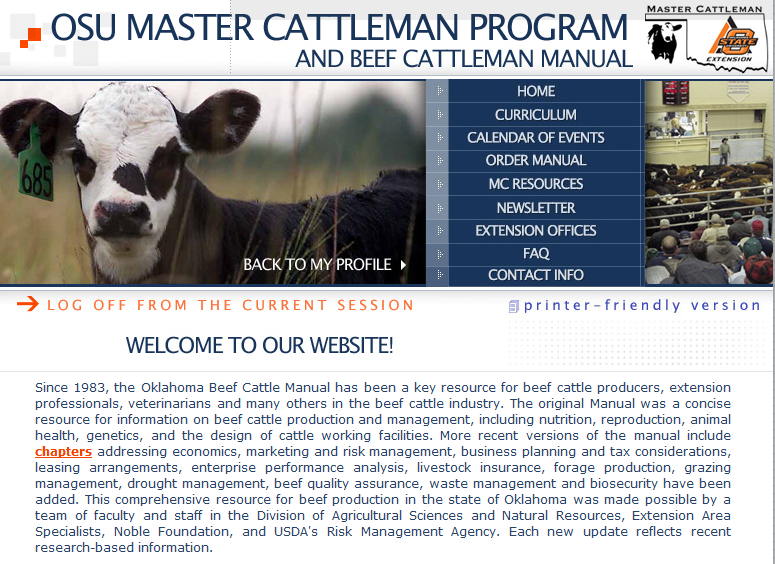 OSU MASTER CATTLEMAN PROGRAM
AND BEEF CATTLEMAN MANUAL
MASTER CATTLEMAN
STATE
EXTENSION
685
BACK TO MY PROFILE
HOME
CURRICULUM
CALENDAR OF EVENTS
ORDER MANUAL
MC RESOURCES
NEWSLETTER
EXTENSION OFFICES
FAQ
CONTACT INFO
LOG OFF FROM THE CURRENT SESSION
printer-friendly version
WELCOME TO OUR WEBSITE!
Since 1983, the Oklahoma Beef Cattle Manual has been a key resource for beef cattle producers, extension
professionals, veterinarians and many others in the beef cattle industry. The original Manual was a concise
resource for information on beef cattle production and management, including nutrition, reproduction, animal
health, genetics, and the design of cattle working facilities. More recent versions of the manual include
chapters addressing economics, marketing and risk management, business planning and tax considerations,
leasing arrangements, enterprise performance analysis, livestock insurance, forage production, grazing
management, drought management, beef quality assurance, waste management and biosecurity have been
added. This comprehensive resource for beef production in the state of Oklahoma was made possible by a
team of faculty and staff in the Division of Agricultural Sciences and Natural Resources, Extension Area
Specialists, Noble Foundation, and USDA's Risk Management Agency. Each new update reflects recent
research-based information.